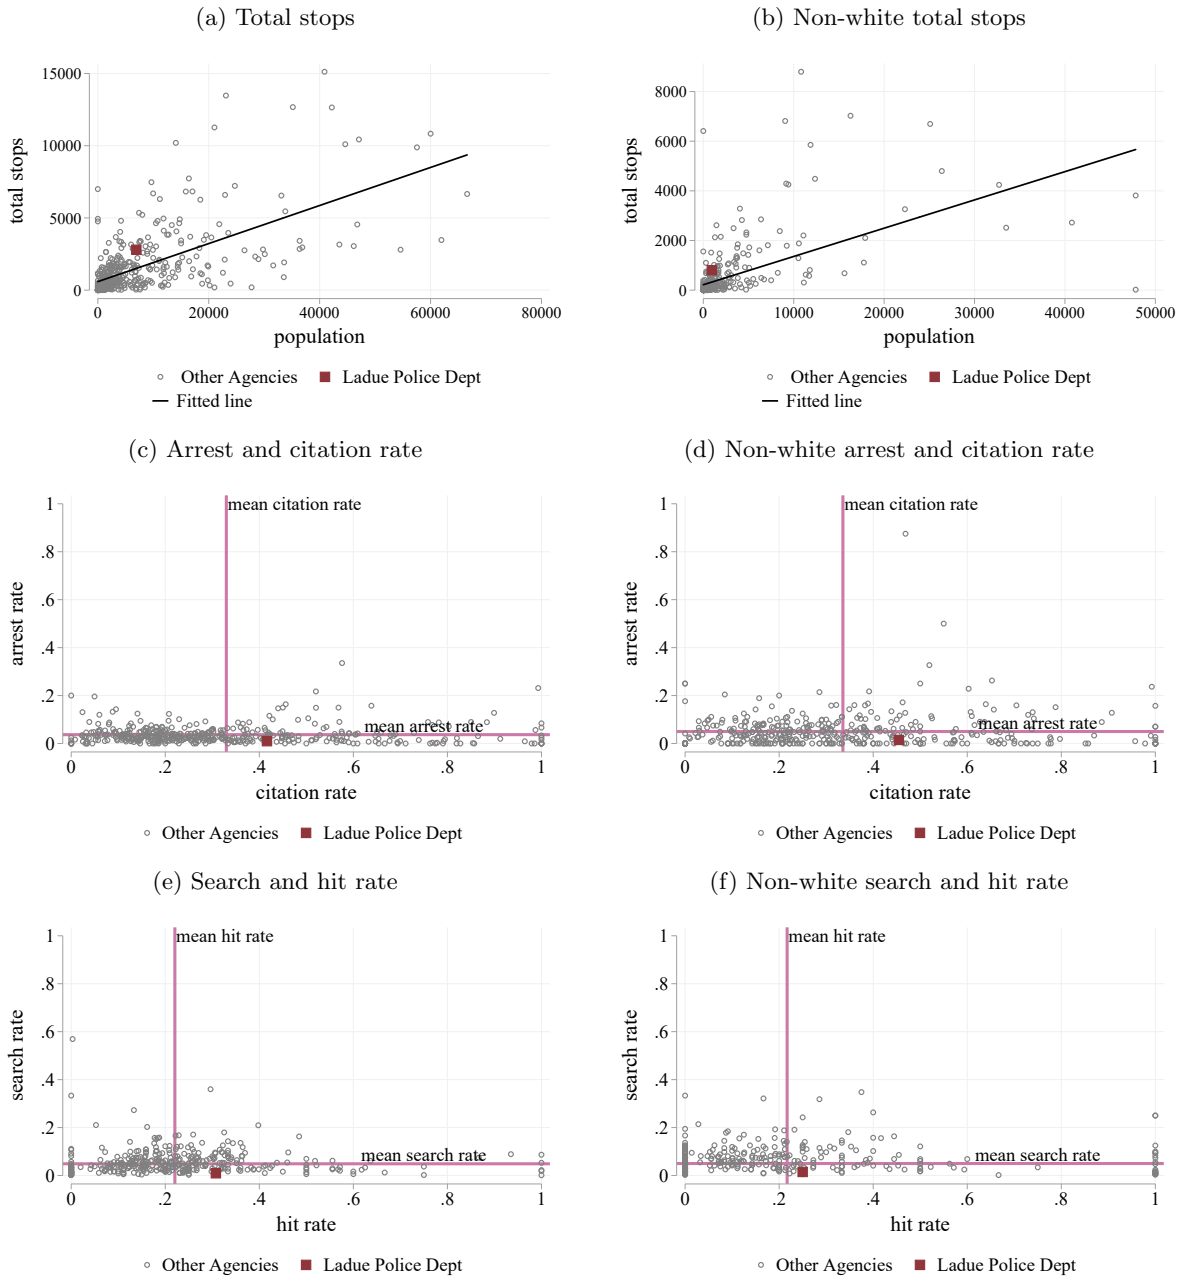 (a) Total stops
(b) Non-white total stops
total stops
15000
10000
5000
0
0 20000 40000 60000 80000
population
Other Agencies Ladue Police Dept
Fitted line
total stops
8000
6000
4000
2000
0
0 10000 20000 30000 40000 50000
population
Other Agencies Ladue Police Dept
Fitted line
(c) Arrest and citation rate
(d) Non-white arrest and citation rate
arrest rate
1
.8
.6
.4
.2
0
mean citation rate
mean arrest rate
0 .2 .4 .6 .8 1
citation rate
Other Agencies Ladue Police Dept
arrest rate
1
.8
.6
.4
.2
0
mean citation rate
mean arrest rate
0 .2 .4 .6 .8 1
citation rate
Other Agencies Ladue Police Dept
(e) Search and hit rate
(f) Non-white search and hit rate
search rate
1
.8
.6
.4
.2
0
mean hit rate
mean search rate
0 .2 .4 .6 .8 1
hit rate
Other Agencies Ladue Police Dept
search rate
1
.8
.6
.4
.2
0
mean hit rate
mean search rate
0 .2 .4 .6 .8 1
hit rate
Other Agencies Ladue Police Dept